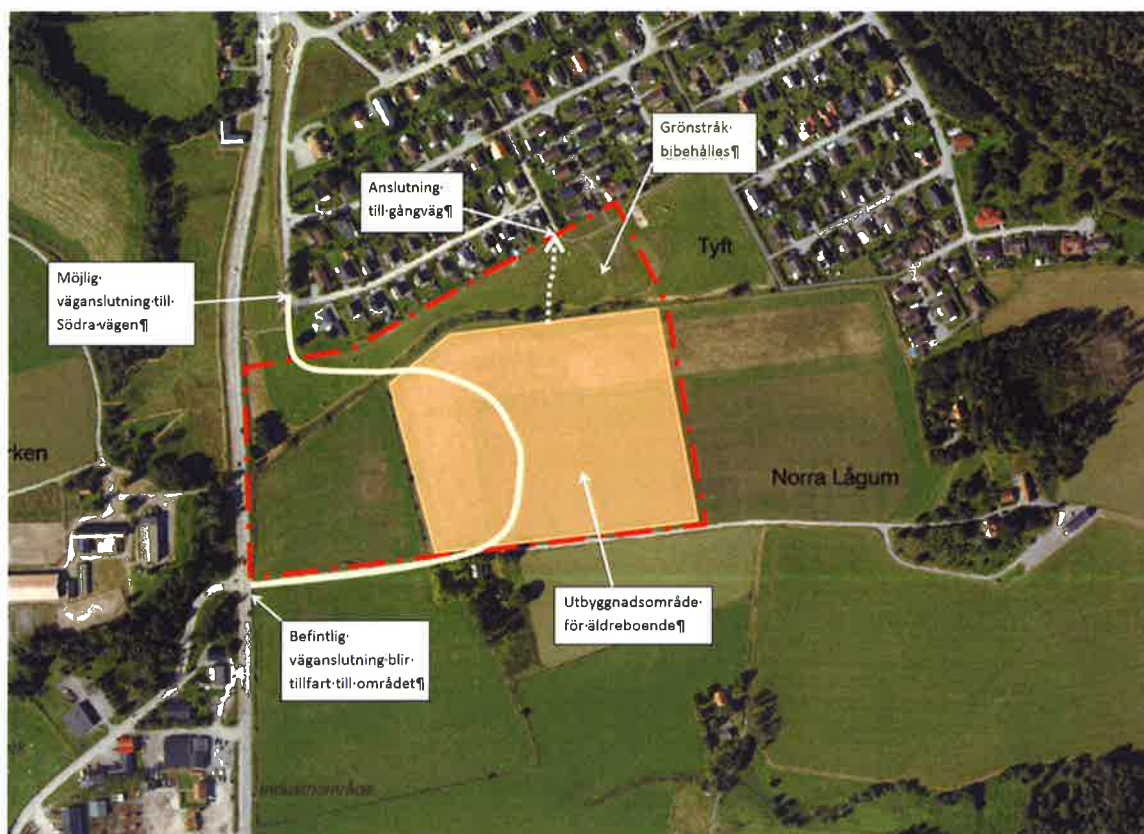 Grönstråk·
bibehålles¶
Anslutning·
till·gångväg¶
Tyft
Möjlig·
väganslutning·till·
Södra·vägen¶
rken
Norra Lågum
Utbyggnadsområde·
för·äldreboende¶
Befintlig·
väganslutning·blir·
tillfart·till·området¶
Industriområde